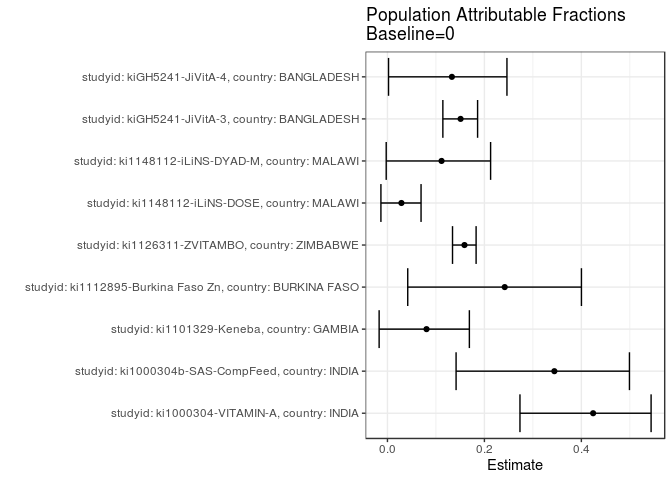 Population Attributable Fractions
Baseline=0
studyid: kiGH5241-JiVitA-4, country: BANGLADESH
studyid: kiGH5241-JiVitA-3, country: BANGLADESH
studyid: ki1148112-iLiNS-DYAD-M, country: MALAWI
studyid: ki1148112-iLiNS-DOSE, country: MALAWI
studyid: ki1126311-ZVITAMBO, country: ZIMBABWE
studyid: ki1112895-Burkina Faso Zn, country: BURKINA FASO
studyid: ki1101329-Keneba, country: GAMBIA
studyid: ki1000304b-SAS-CompFeed, country: INDIA
studyid: ki1000304-VITAMIN-A, country: INDIA
0.0 0.2 0.4
Estimate